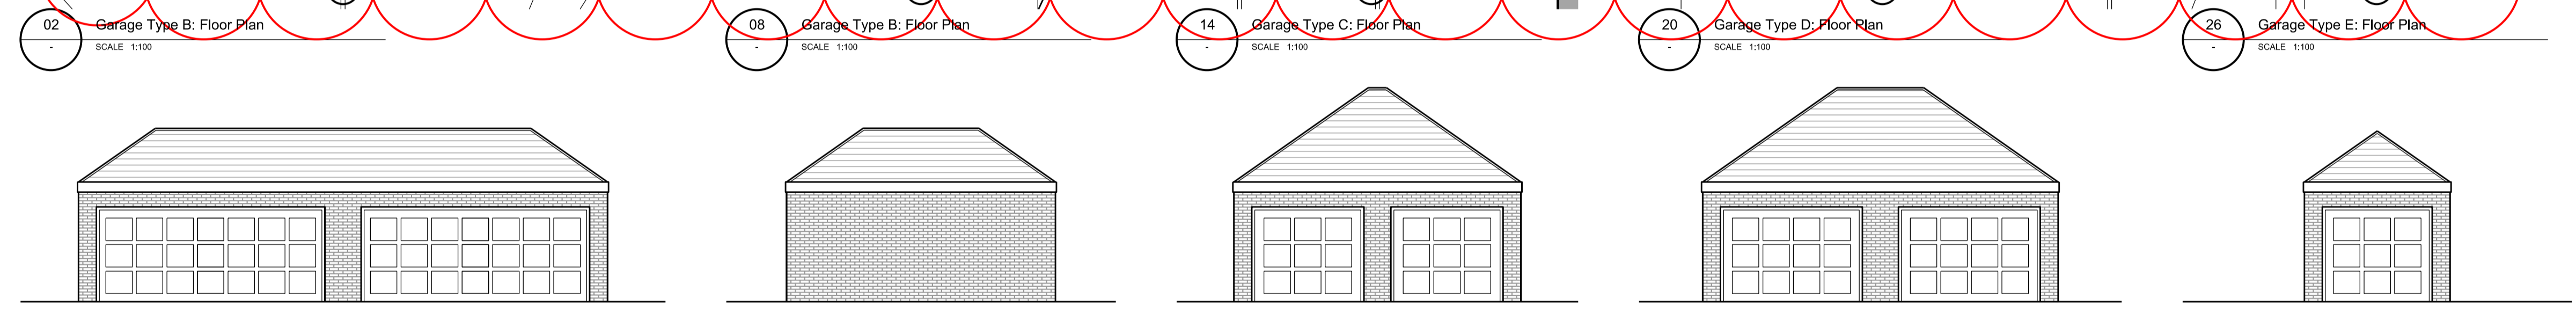 02
Garage Type B: Floor Plan
-
SCALE 1:100
08
Garage Type B: Floor Plan
-
SCALE 1:100
14
Garage Type C: Floor Plan
-
SCALE 1:100
20
Garage Type D: Floor Plan
-
SCALE 1:100
26
Garage Type E: Floor Plan
-
SCALE 1:100